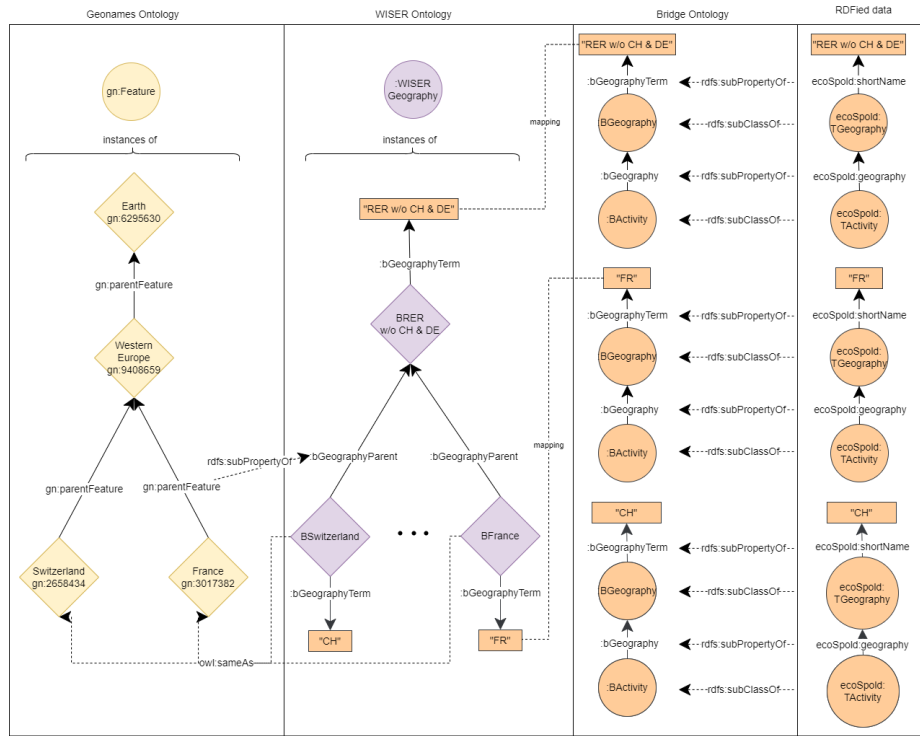 Geonames Ontology
WISER Ontology
Bridge Ontology
RDFied data
gn:Feature
instances of
Earth
gn:6295630
gn:parentFeature
Western
Europe
gn:9408659
gn:parentFeature
gn:parentFeature
Switzerland
gn:2658434
France
gn:3017382
rdfs:subPropertyOf
owl:sameAs
:WISER
Geography
instances of
"RER w/o CH & DE"
:bGeographyTerm
BRER
w/o CH & DE
:bGeographyParent
:bGeographyParent
BSwitzerland
• • •
BFrance
:bGeographyTerm
:bGeographyTerm
"CH"
"FR"
mapping
mapping
"RER w/o CH & DE"
:bGeographyTerm
:BGeography
:bGeography
:BActivity
rdfs:subPropertyOf
rdfs:subClassOf
rdfs:subPropertyOf
rdfs:subClassOf
"RER w/o CH & DE"
ecoSpold:shortName
ecoSpold:
TGeography
ecoSpold:geography
ecoSpold:
TActivity
"FR"
:bGeographyTerm
:BGeography
:bGeography
:BActivity
rdfs:subPropertyOf
rdfs:subClassOf
rdfs:subPropertyOf
rdfs:subClassOf
"FR"
ecoSpold:shortName
ecoSpold:
TGeography
ecoSpold:geography
ecoSpold:
TActivity
"CH"
:bGeographyTerm
:BGeography
:bGeography
:BActivity
rdfs:subPropertyOf
rdfs:subClassOf
rdfs:subPropertyOf
rdfs:subClassOf
"CH"
ecoSpold:shortName
ecoSpold:
TGeography
ecoSpold:geography
ecoSpold:
TActivity